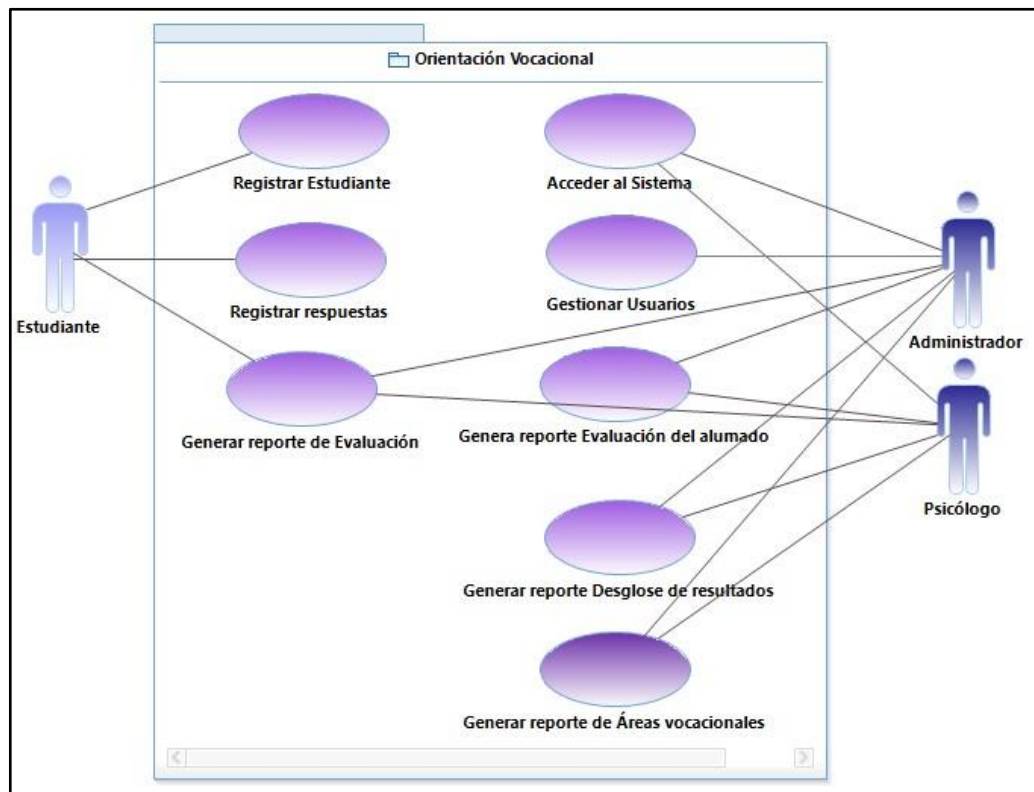 Orientación Vocacional
Registrar Estudiante
Acceder al Sistema
Estudiante
Registrar respuestas
Gestionar Usuarios
Administrador
Generar reporte de Evaluación
Genera reporte Evaluación del alumado
Psicólogo
Generar reporte Desglose de resultados
Generar reporte de Áreas vocacionales